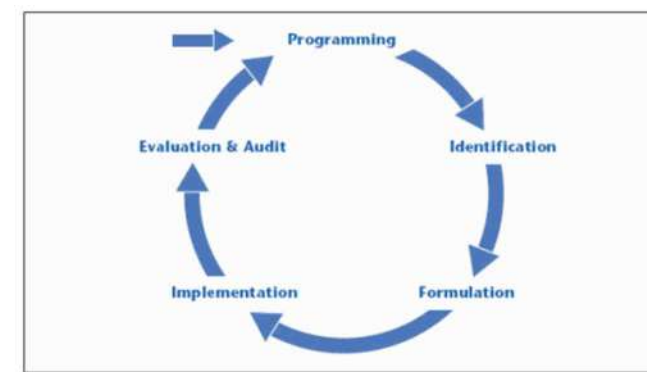 Programming
Identification
Formulation
Implementation
Evaluation & Audit